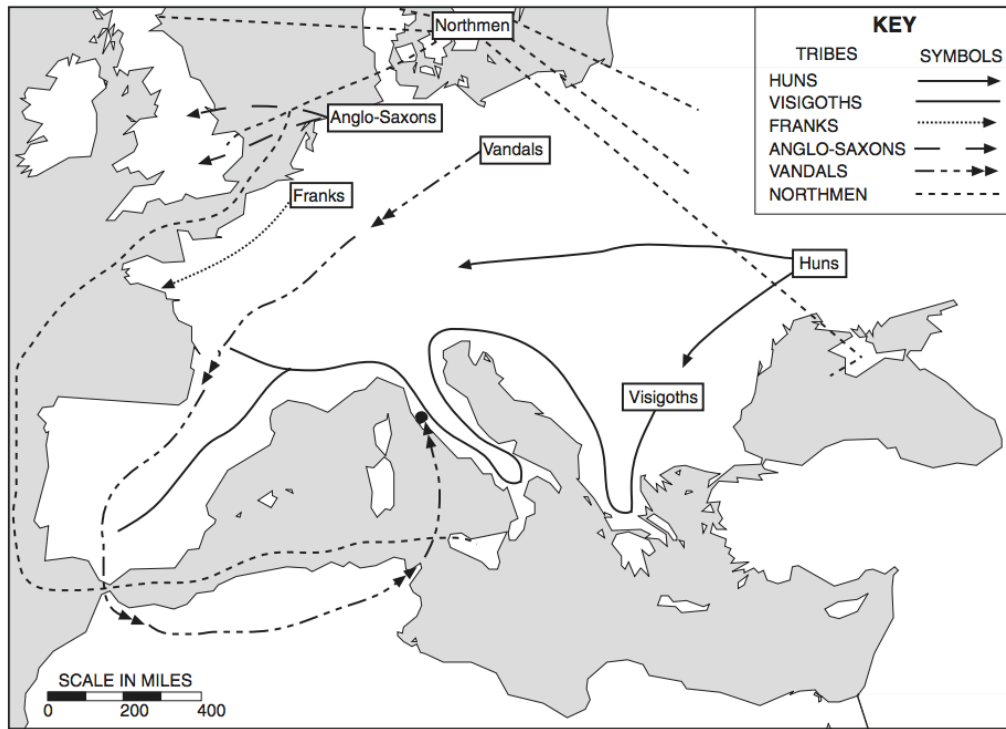 Northmen
KEY
TRIBES SYMBOLS
HUNS
VISIGOTHS
FRANKS
ANGLO-SAXONS
VANDALS
NORTHMEN
Anglo-Saxons
Vandals
Franks
Huns
Visigoths
SCALE IN MILES
0 200 400